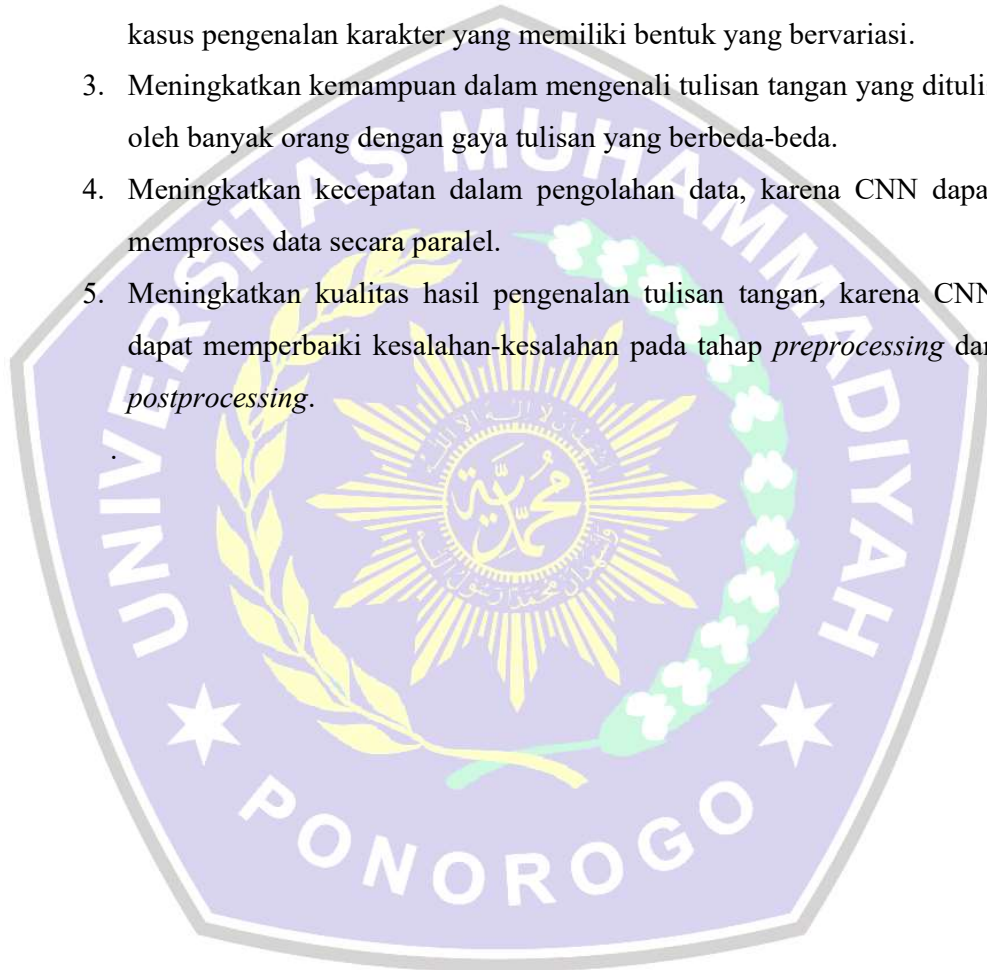 kasus pengenalan karakter yang memiliki bentuk yang bervariasi.
3. Meningkatkan kemampuan dalam mengenali tulisan tangan yang dituli
oleh banyak orang dengan gaya tulisan yang berbeda-beda.
4. Meningkatkan kecepatan dalam pengolahan data, karena CNN dapa
memproses data secara paralel.
5. Meningkatkan kualitas hasil pengenalan tulisan tangan, karena CNN
dapat memperbaiki kesalahan-kesalahan pada tahap preprocessing dan
postprocessing.
.
UNIVERSITAS MUHAMMADIYAH
PONOROGO
محمدية